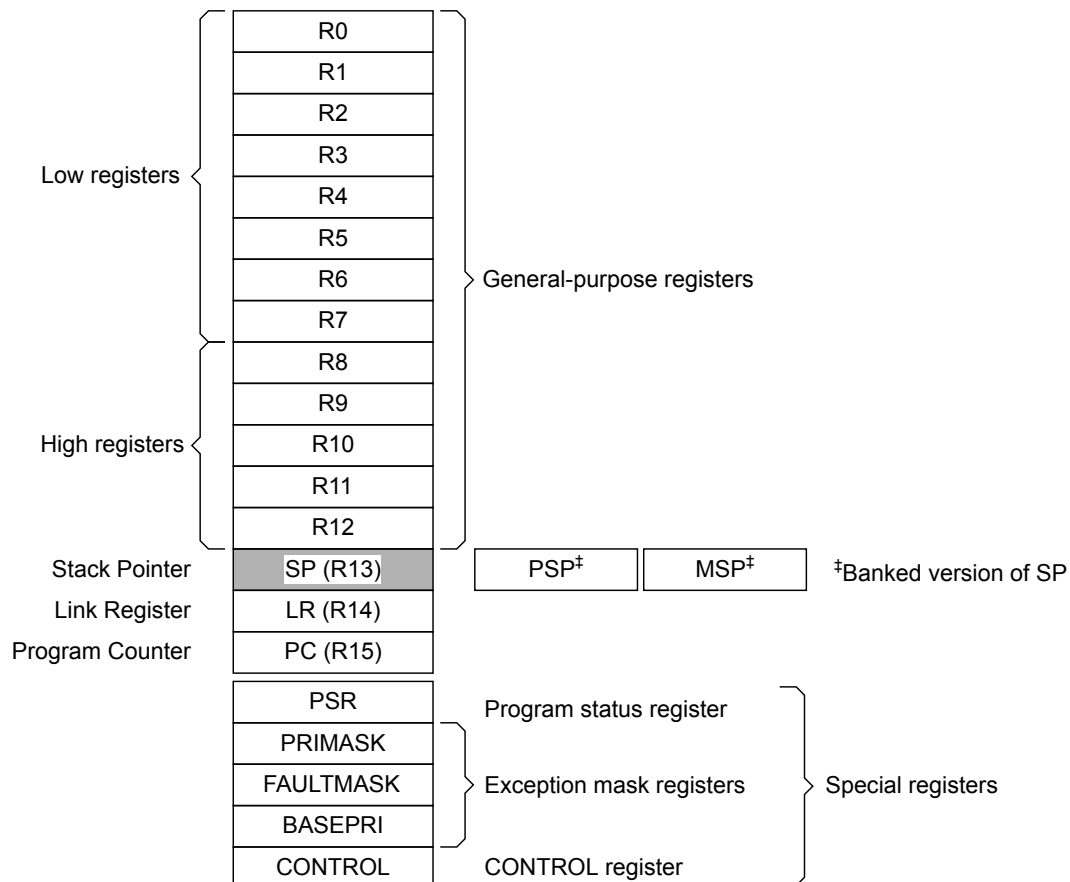 R0
R1
R2
R3
Low registers
R4
R5
R6
General-purpose registers
R7
R8
R9
High registers
R10
R11
R12
Stack Pointer SP (R13) PSP‡ MSP‡ ‡Banked version of SP
Link Register LR (R14)
Program Counter PC (R15)
PSR Program status register
PRIMASK
FAULTMASK Exception mask registers Special registers
BASEPRI
CONTROL CONTROL register